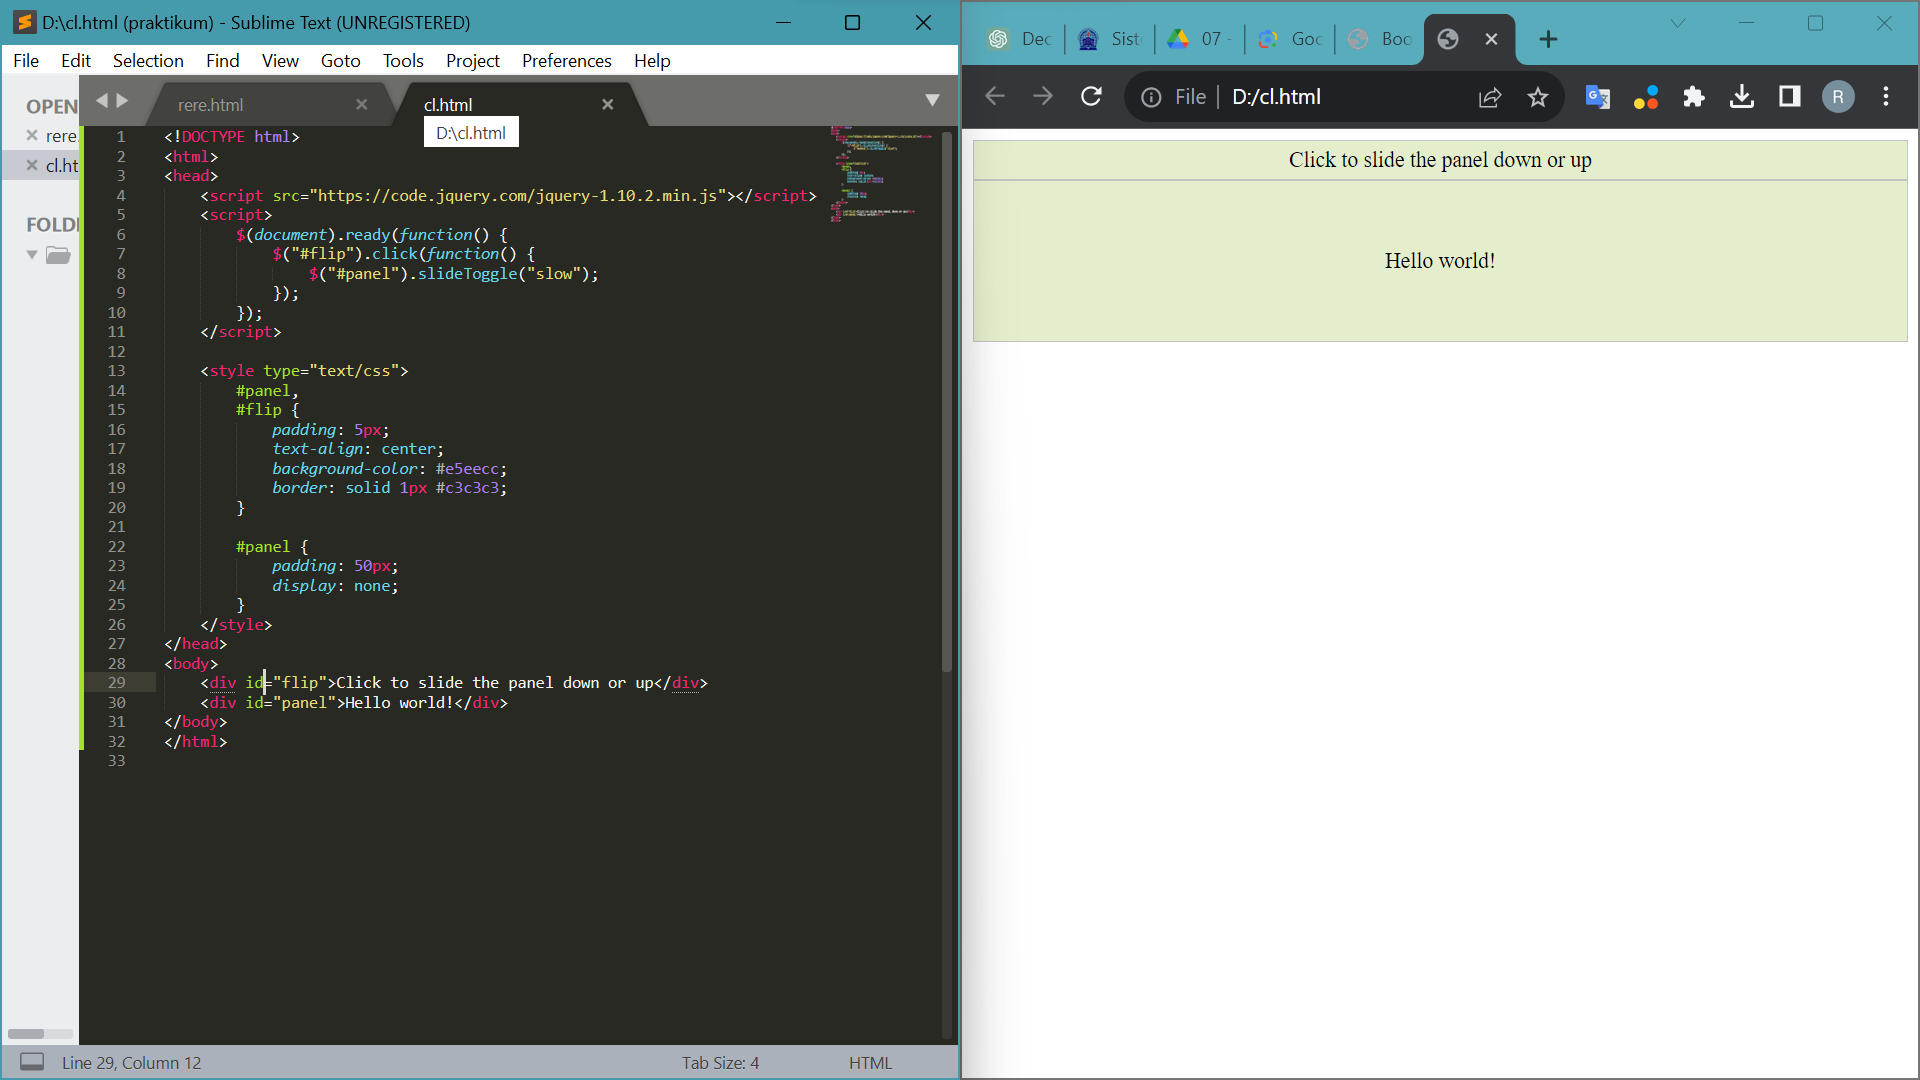 D:\cl.html (praktikum) - Sublime Text (UNREGISTERED)
File Edit Selection Find View Goto Tools Project Preferences Help
OPEN
rere.
cl.ht
FOLD
rere.html
cl.html
D:\cl.html
1 <!DOCTYPE html>
2 <html>
3 <head>
4 <script src="https://code.jquery.com/jquery-1.10.2.min.js"></script>
5 <script>
6 $(document).ready(function() {
7 $("#flip").click(function() {
8 $("#panel").slideToggle("slow");
9 });
10 });
11 </script>
12
13 <style type="text/css">
14 #panel,
15 #flip {
16 padding: 5px;
17 text-align: center;
18 background-color: #e5eecc;
19 border: solid 1px #c3c3c3;
20 }
21
22 #panel {
23 padding: 50px;
24 display: none;
25 }
26 </style>
27 </head>
28 <body>
29 <div id="flip">Click to slide the panel down or up</div>
30 <div id="panel">Hello world!</div>
31 </body>
32 </html>
33
Line 29, Column 12
Tab Size: 4
HTML
Dec
Sist
07 -
Goo
Boo
File
D:/cl.html
R
Click to slide the panel down or up
Hello world!